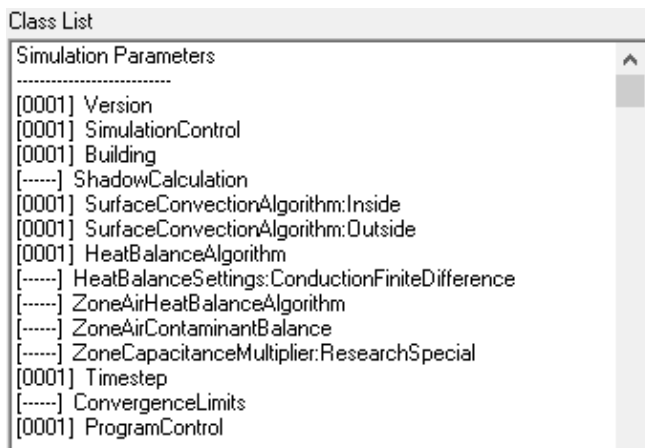 Class List
Simulation Parameters
---------------------------
[0001] Version
[0001] SimulationControl
[0001] Building
[------] ShadowCalculation
[0001] SurfaceConvectionAlgorithm:Inside
[0001] SurfaceConvectionAlgorithm:Outside
[0001] HeatBalanceAlgorithm
[------] HeatBalanceSettings:ConductionFiniteDifference
[------] ZoneAirHeatBalanceAlgorithm
[------] ZoneAirContaminantBalance
[------] ZoneCapacitanceMultiplier:ResearchSpecial
[0001] Timestep
[------] ConvergenceLimits
[0001] ProgramControl